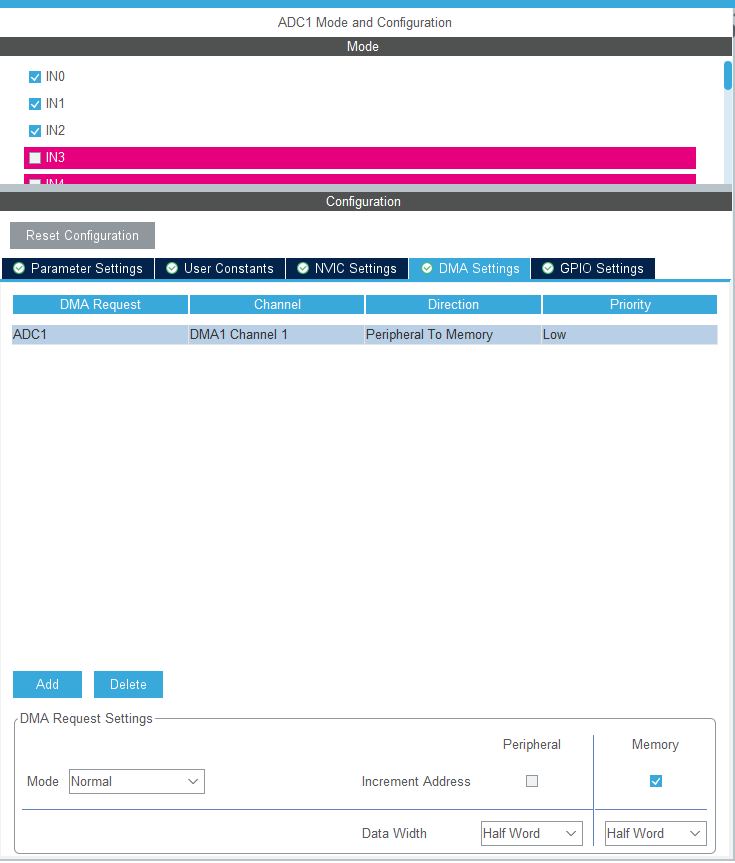 ADC1 Mode and Configuration
Mode
IN0
IN1
IN2
IN3
IN4
Configuration
Reset Configuration
Parameter Settings User Constants NVIC Settings DMA Settings GPIO Settings
DMA Request Channel Direction Priority
ADC1 DMA1 Channel 1 Peripheral To Memory Low
Add Delete
DMA Request Settings
Peripheral Memory
Mode Normal Increment Address
Data Width Half Word Half Word